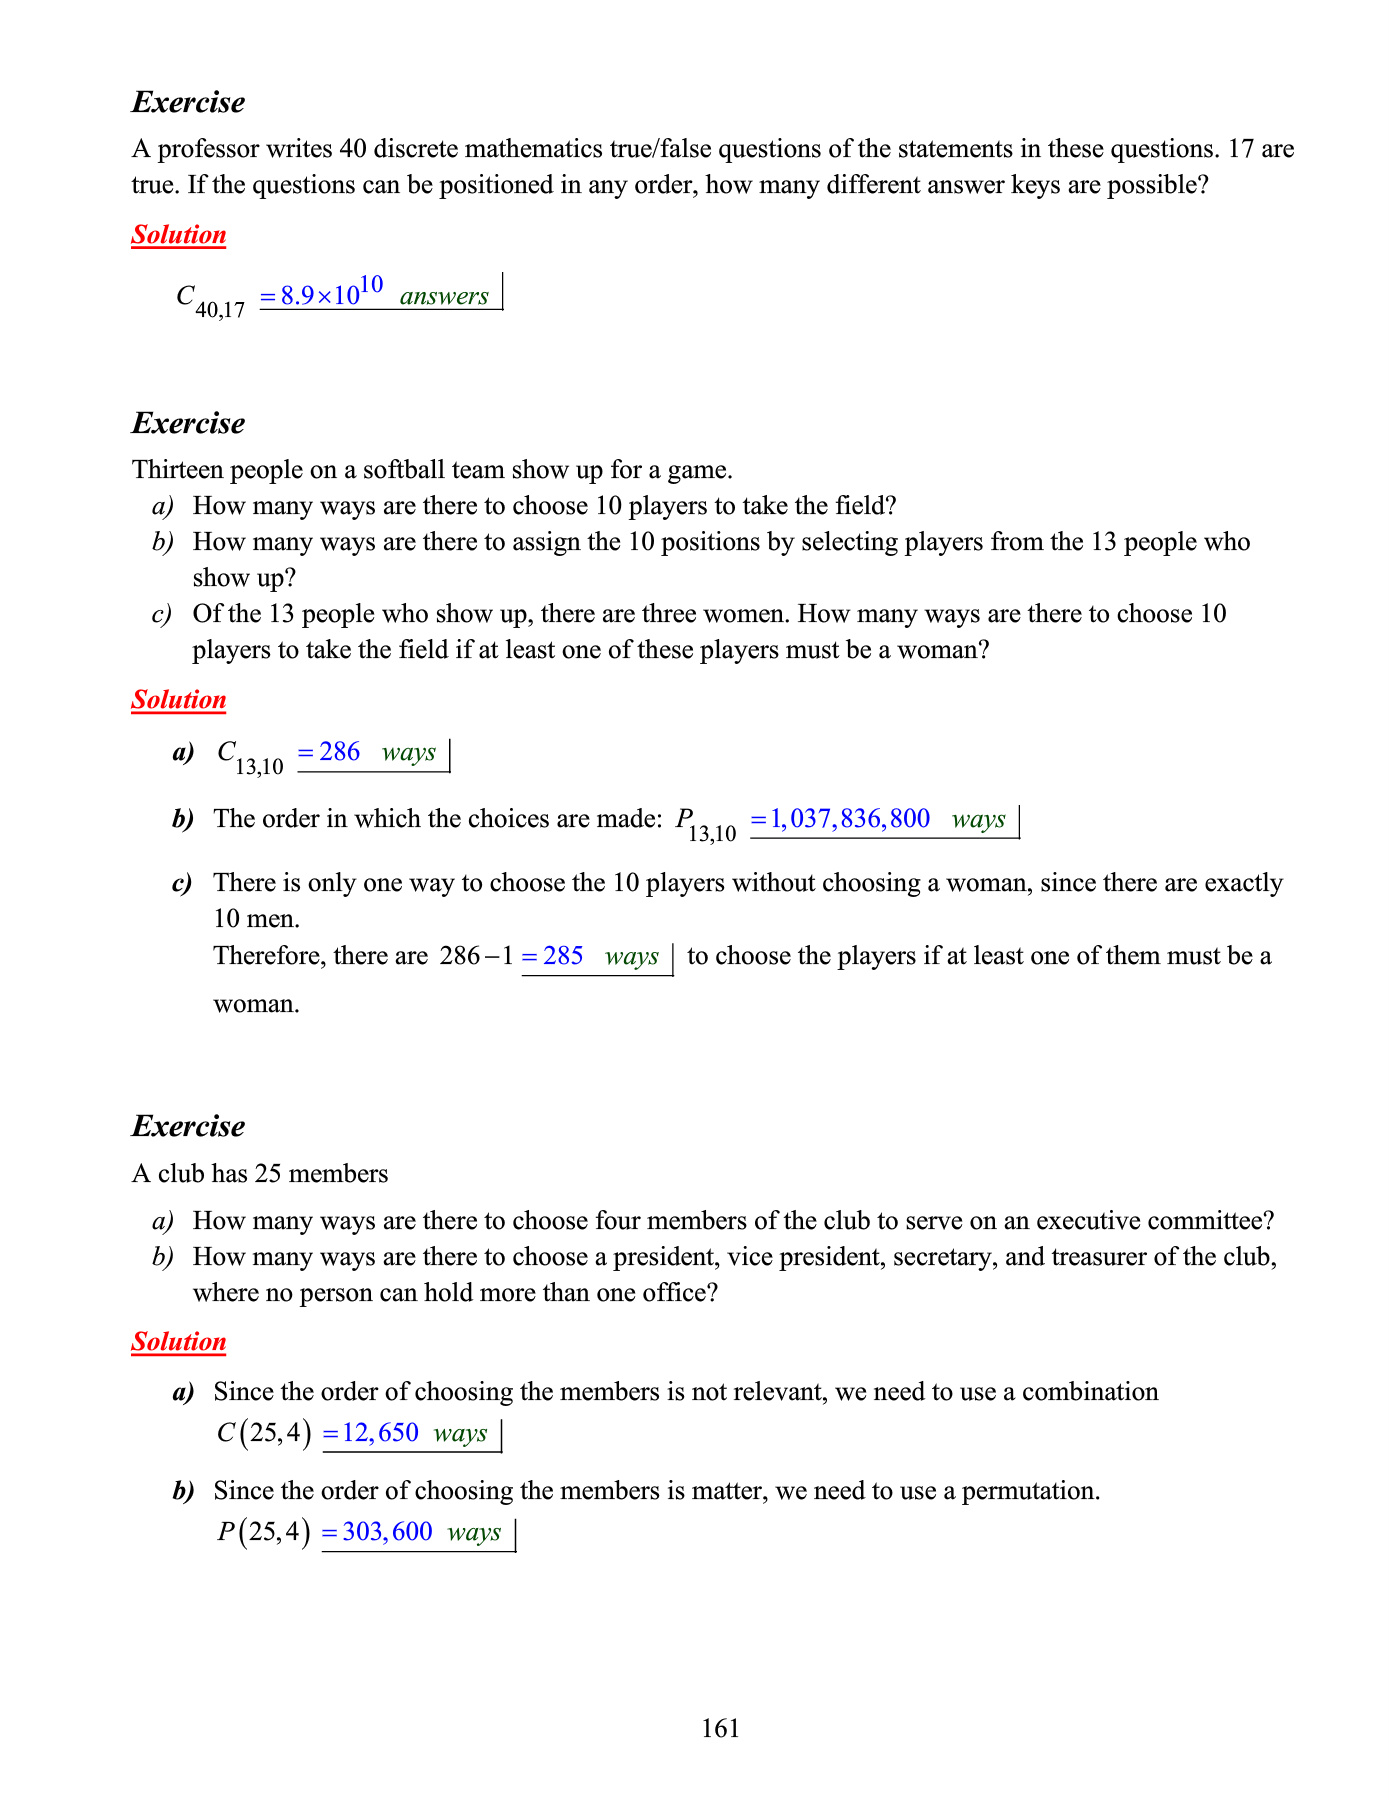 Exercise
A professor writes 40 discrete mathematics true/false questions of the statements in these questions. 17 are
true. If the questions can be positioned in any order, how many different answer keys are possible?
Solution
C40,17 = 8.9×10^10 answers
Exercise
Thirteen people on a softball team show up for a game.
a) How many ways are there to choose 10 players to take the field?
b) How many ways are there to assign the 10 positions by selecting players from the 13 people who
show up?
c) Of the 13 people who show up, there are three women. How many ways are there to choose 10
players to take the field if at least one of these players must be a woman?
Solution
a) C13,10 = 286 ways
b) The order in which the choices are made: P13,10 = 1,037,836,800 ways
c) There is only one way to choose the 10 players without choosing a woman, since there are exactly
10 men.
Therefore, there are 286−1 = 285 ways to choose the players if at least one of them must be a
woman.
Exercise
A club has 25 members
a) How many ways are there to choose four members of the club to serve on an executive committee?
b) How many ways are there to choose a president, vice president, secretary, and treasurer of the club,
where no person can hold more than one office?
Solution
a) Since the order of choosing the members is not relevant, we need to use a combination
C(25,4) = 12,650 ways
b) Since the order of choosing the members is matter, we need to use a permutation.
P(25,4) = 303,600 ways
161